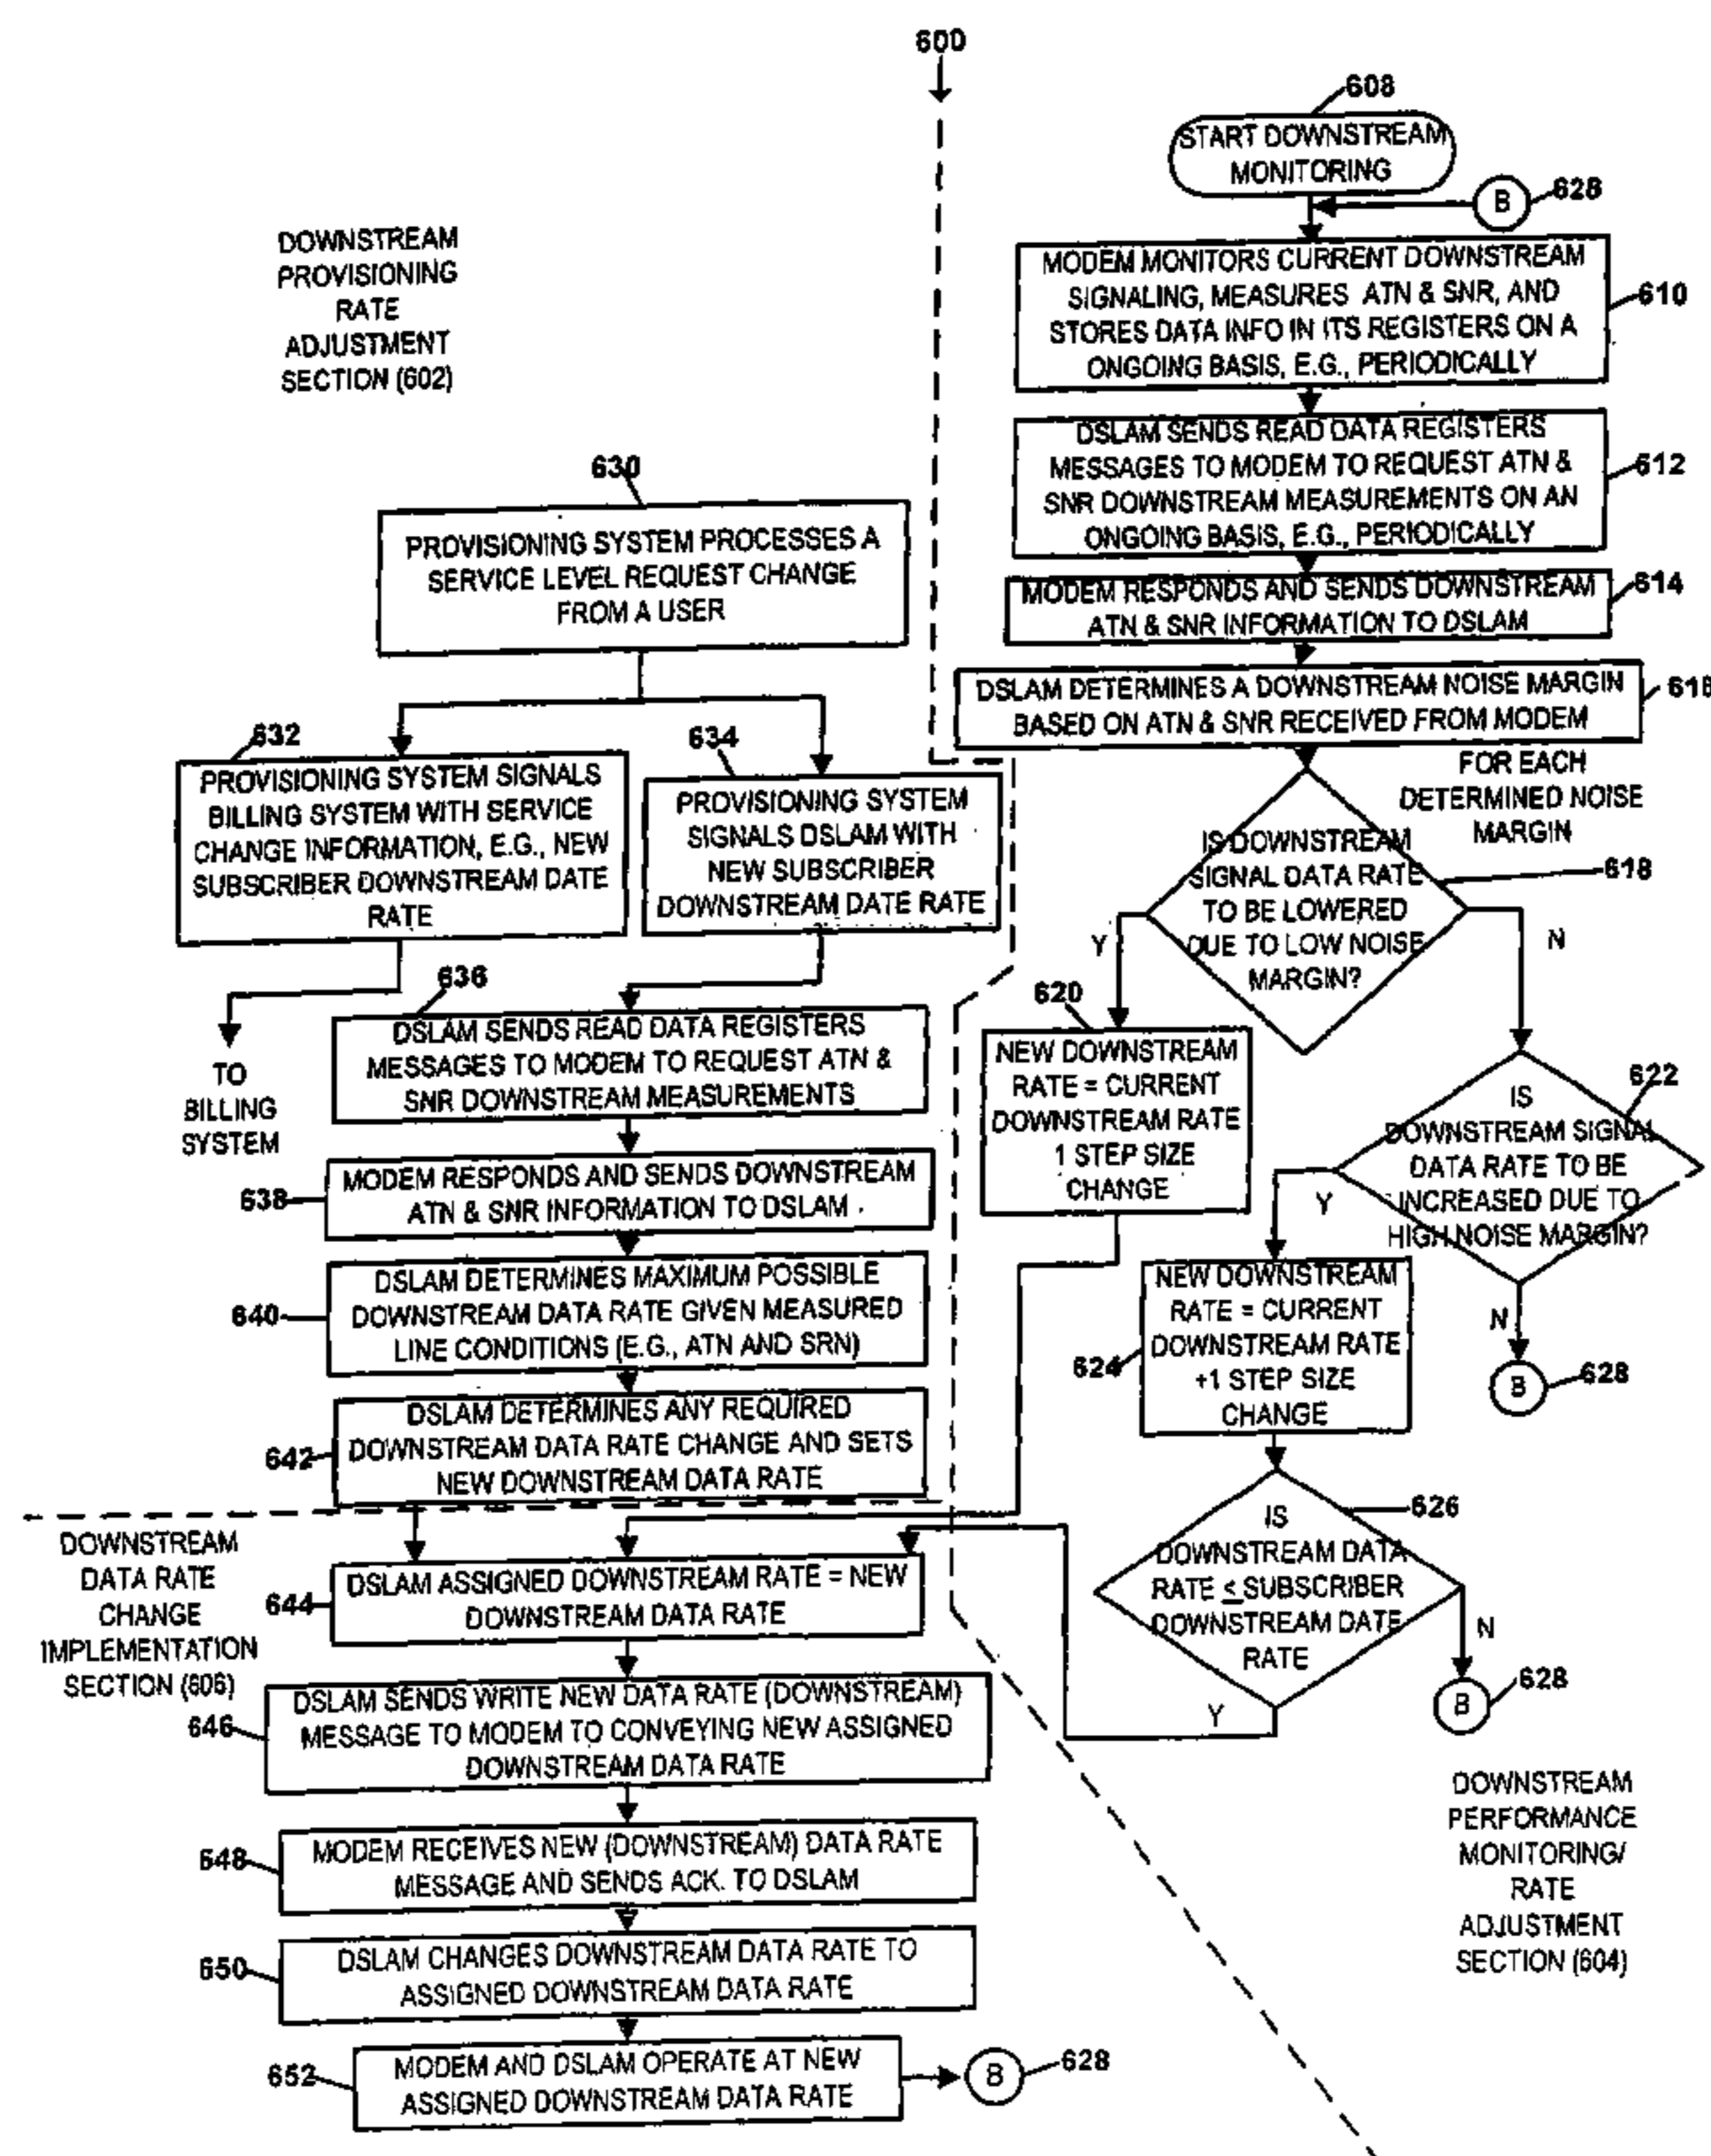 600
608
START DOWNSTREAM
MONITORING
B
628
MODEM MONITORS CURRENT DOWNSTREAM
SIGNALING, MEASURES ATN & SNR, AND
STORES DATA INFO IN ITS REGISTERS ON A
ONGOING BASIS, E.G., PERIODICALLY
610
DSLAM SENDS READ DATA REGISTERS
MESSAGES TO MODEM TO REQUEST ATN &
SNR DOWNSTREAM MEASUREMENTS ON AN
ONGOING BASIS, E.G., PERIODICALLY
612
MODEM RESPONDS AND SENDS DOWNSTREAM
ATN & SNR INFORMATION TO DSLAM
614
DSLAM DETERMINES A DOWNSTREAM NOISE MARGIN
BASED ON ATN & SNR RECEIVED FROM MODEM
616
FOR EACH
DETERMINED NOISE
MARGIN
IS DOWNSTREAM
SIGNAL DATA RATE
TO BE LOWERED
DUE TO LOW NOISE
MARGIN?
618
Y
N
620
NEW DOWNSTREAM
RATE = CURRENT
DOWNSTREAM RATE
1 STEP SIZE
CHANGE
622
IS
DOWNSTREAM SIGNAL
DATA RATE TO BE
INCREASED DUE TO
HIGH NOISE MARGIN?
Y
N
B
628
NEW DOWNSTREAM
RATE = CURRENT
DOWNSTREAM RATE
+1 STEP SIZE
CHANGE
624
626
IS
DOWNSTREAM DATA
RATE ≤ SUBSCRIBER
DOWNSTREAM DATE
RATE
Y
N
B
628
DOWNSTREAM
PERFORMANCE
MONITORING/
RATE
ADJUSTMENT
SECTION (604)
DOWNSTREAM
PROVISIONING
RATE
ADJUSTMENT
SECTION (602)
630
PROVISIONING SYSTEM PROCESSES A
SERVICE LEVEL REQUEST CHANGE
FROM A USER
632
PROVISIONING SYSTEM SIGNALS
BILLING SYSTEM WITH SERVICE
CHANGE INFORMATION, E.G., NEW
SUBSCRIBER DOWNSTREAM DATE
RATE
TO
BILLING
SYSTEM
634
PROVISIONING SYSTEM
SIGNALS DSLAM WITH
NEW SUBSCRIBER
DOWNSTREAM DATE RATE
636
DSLAM SENDS READ DATA REGISTERS
MESSAGES TO MODEM TO REQUEST ATN &
SNR DOWNSTREAM MEASUREMENTS
638
MODEM RESPONDS AND SENDS DOWNSTREAM
ATN & SNR INFORMATION TO DSLAM
640
DSLAM DETERMINES MAXIMUM POSSIBLE
DOWNSTREAM DATA RATE GIVEN MEASURED
LINE CONDITIONS (E.G., ATN AND SRN)
642
DSLAM DETERMINES ANY REQUIRED
DOWNSTREAM DATA RATE CHANGE AND SETS
NEW DOWNSTREAM DATA RATE
DOWNSTREAM
DATA RATE
CHANGE
IMPLEMENTATION
SECTION (606)
644
DSLAM ASSIGNED DOWNSTREAM RATE = NEW
DOWNSTREAM DATA RATE
646
DSLAM SENDS WRITE NEW DATA RATE (DOWNSTREAM)
MESSAGE TO MODEM TO CONVEYING NEW ASSIGNED
DOWNSTREAM DATA RATE
648
MODEM RECEIVES NEW (DOWNSTREAM) DATA RATE
MESSAGE AND SENDS ACK. TO DSLAM
650
DSLAM CHANGES DOWNSTREAM DATA RATE TO
ASSIGNED DOWNSTREAM DATA RATE
652
MODEM AND DSLAM OPERATE AT NEW
ASSIGNED DOWNSTREAM DATA RATE
B
628